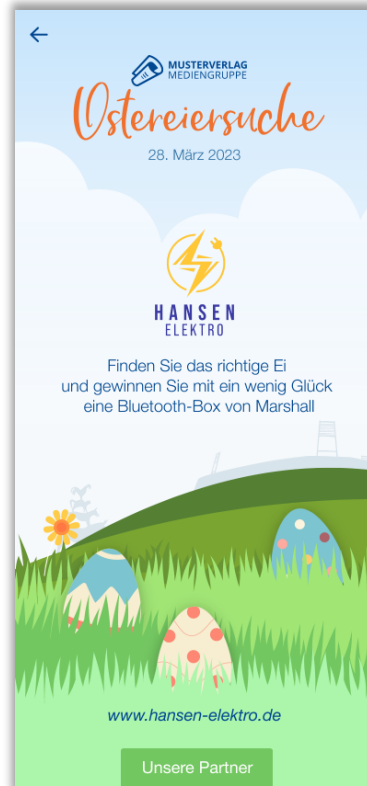 MUSTERVERLAG
MEDIENGRUPPE
Ostereiersuche
28. März 2023
HANSEN
ELEKTRO
Finden Sie das richtige Ei
und gewinnen Sie mit ein wenig Glück
eine Bluetooth-Box von Marshall
www.hansen-elektro.de
Unsere Partner